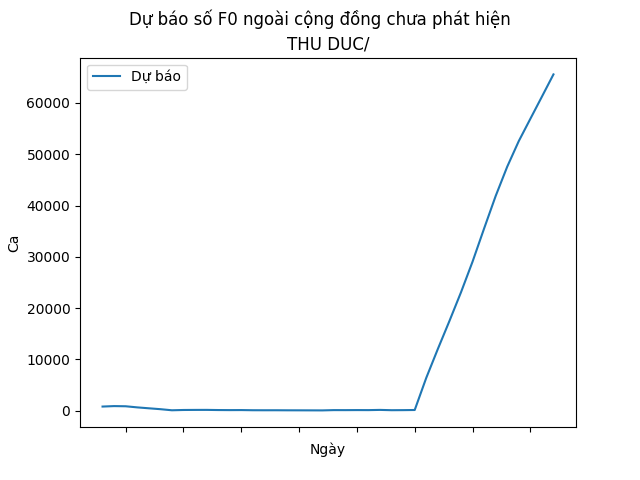 Dự báo số F0 ngoài cộng đồng chưa phát hiện
THU DUC/
Dự báo
60000
50000
40000
30000
20000
10000
0
Ca
Ngày